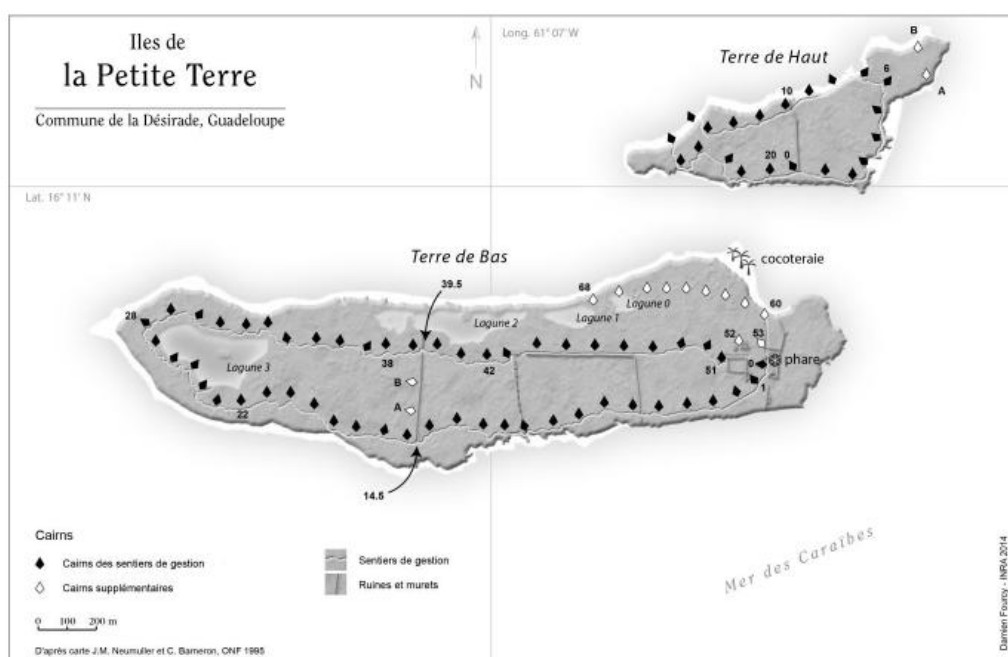 Iles de
la Petite Terre
Commune de la Désirade, Guadeloupe
N
Long. 61° 07' W
Terre de Haut
B
A
6
10
20 0
Lat. 16° 11' N
Terre de Bas
39.5
68
Lagune 0
cocoteraie
60
28
Lagune 2
Lagune 1
52
53
Lagune 3
38
42
51
0
phare
B
1
A
22
14.5
Cairns
Cairns des sentiers de gestion
Cairns supplémentaires
Sentiers de gestion
Ruines et murets
0 100 200 m
Mer des Caraïbes
D'après carte J.M. Neumuller et C. Bameron, ONF 1995
Damien Fourcy - INRA 2014